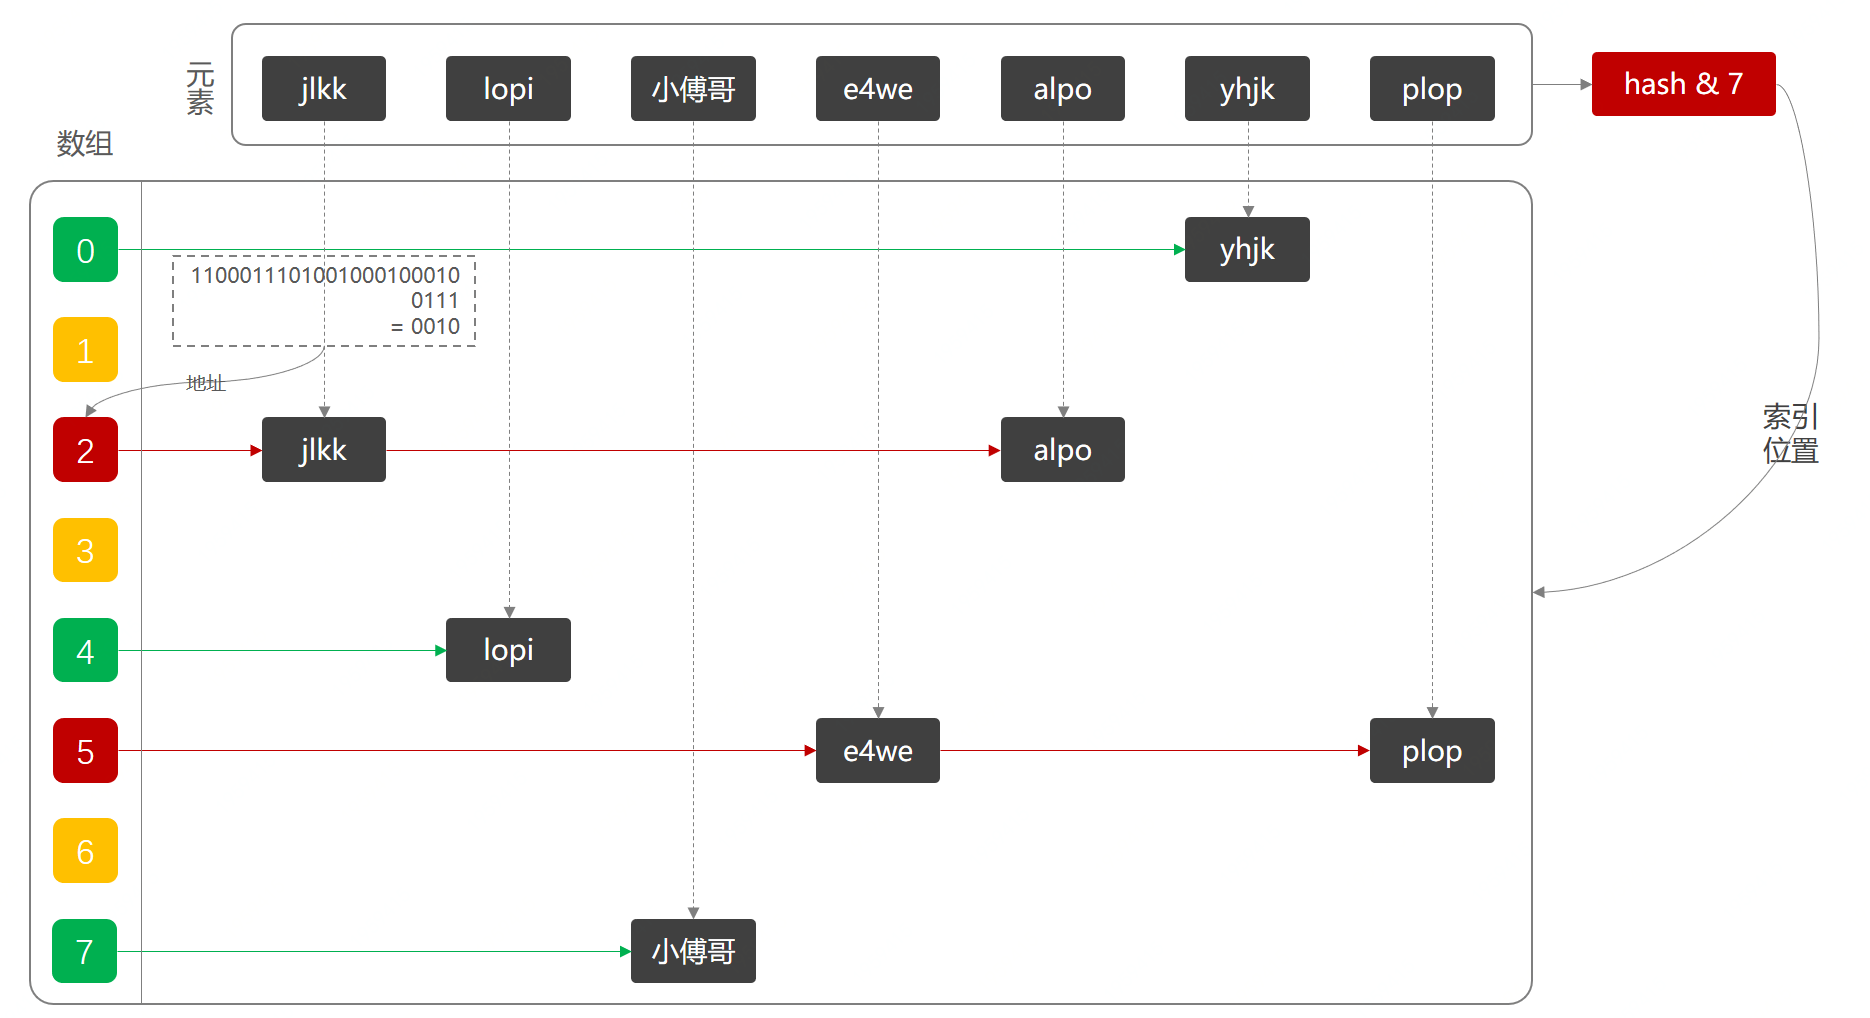 元素
jlkk
lopi
小傅哥
e4we
alpo
yhjk
plop
hash & 7
数组
0
yhjk
1100011101001000100010
0111
= 0010
1
地址
2
jlkk
alpo
索引
位置
3
4
lopi
5
e4we
plop
6
7
小傅哥